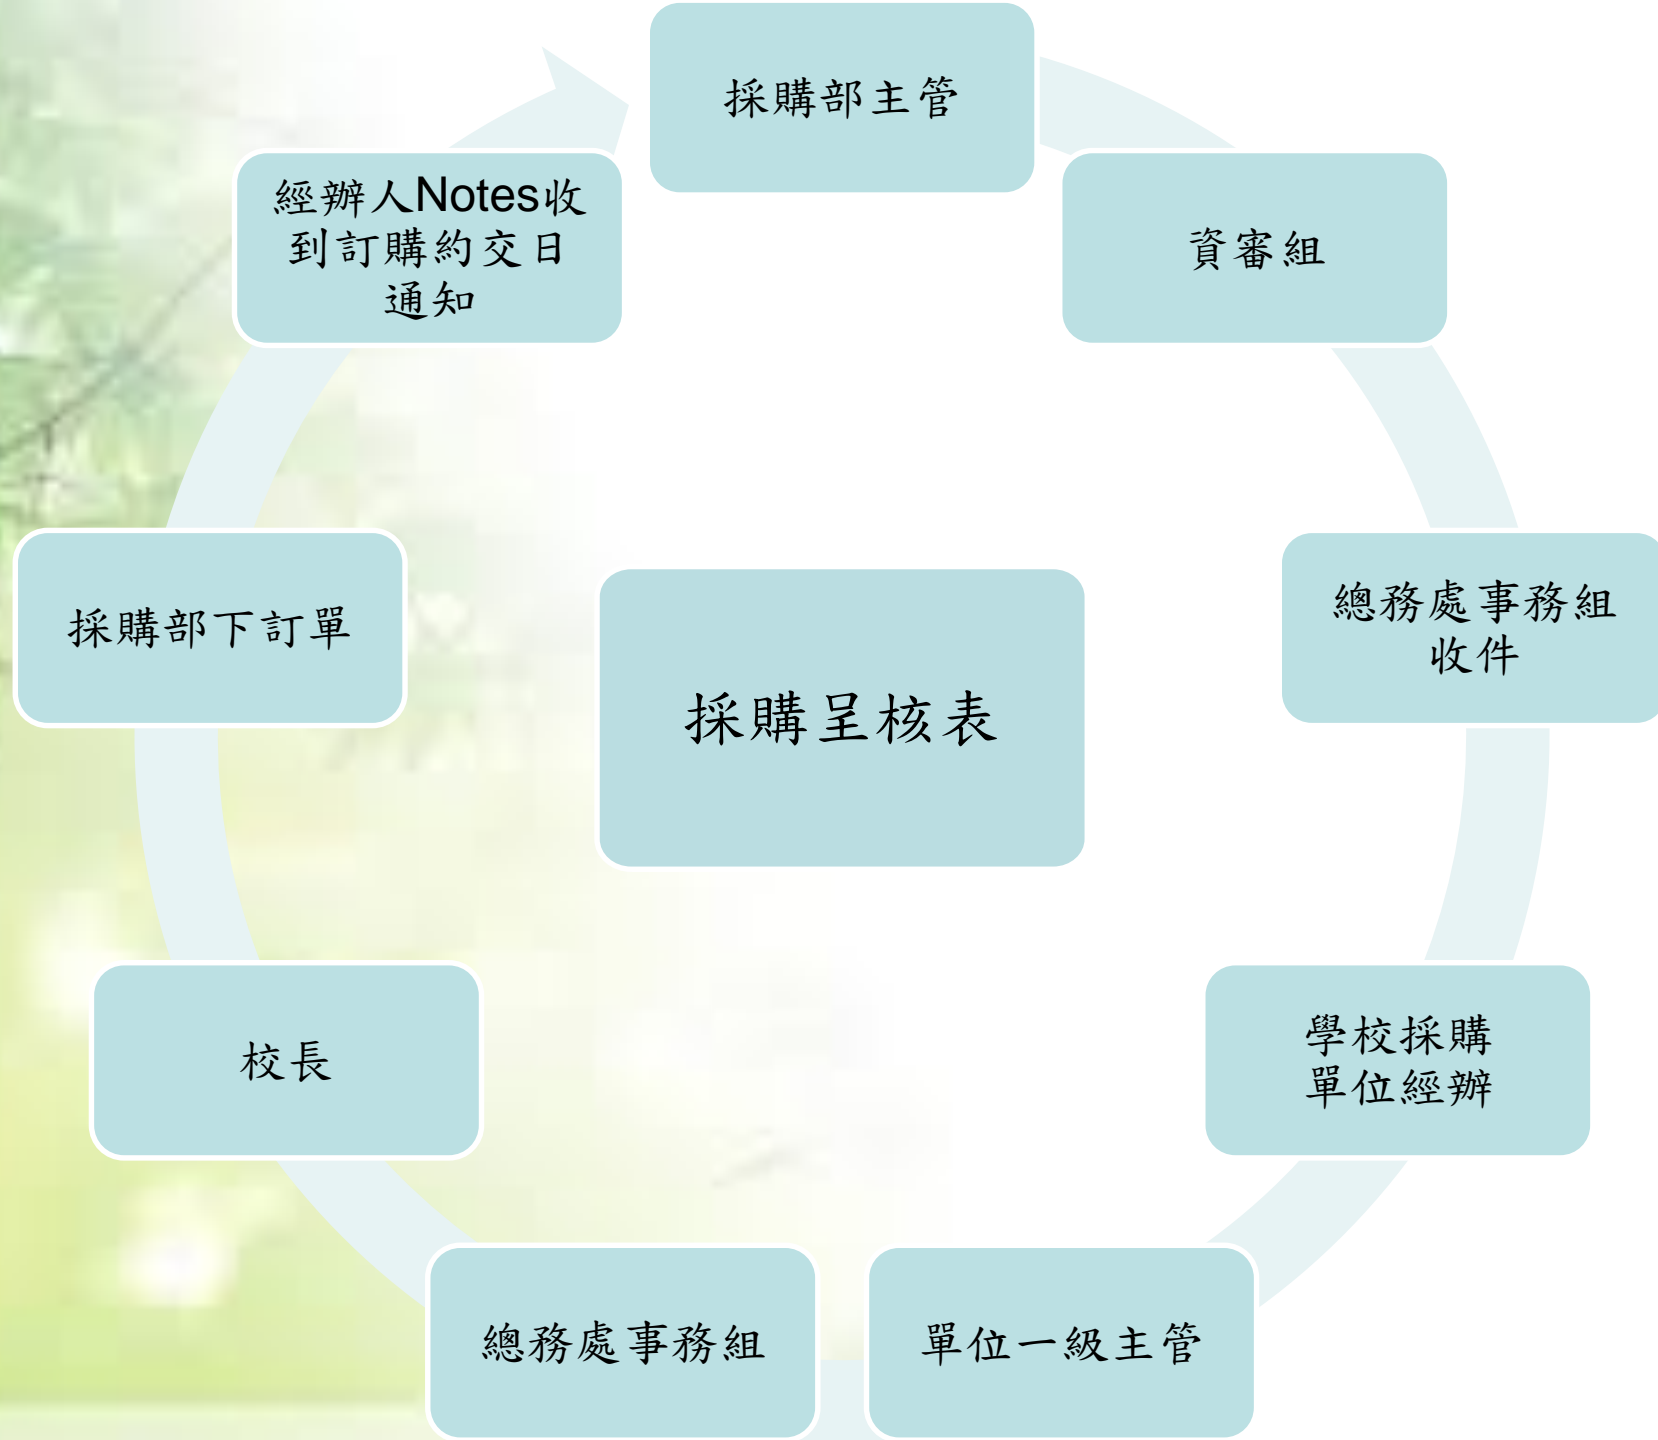 採購部主管
資審組
總務處事務組
收件
學校採購
單位經辦
單位一級主管
總務處事務組
校長
採購部下訂單
經辦人Notes收
到訂購約交日
通知
採購呈核表